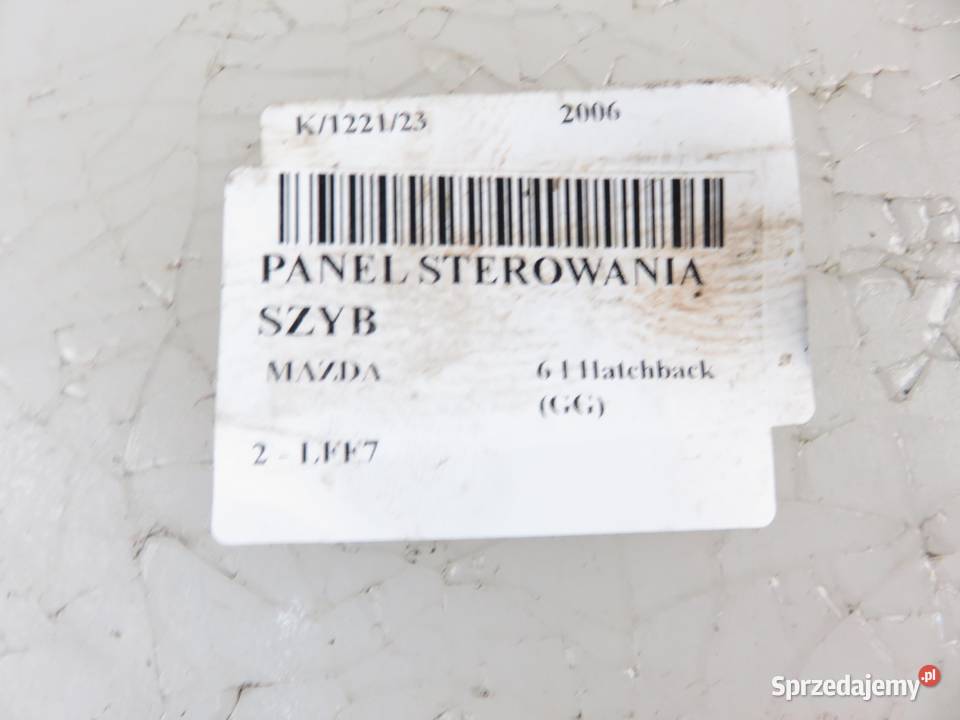 K/1221/23 2006
PANEL STEROWANIA
SZYB
MAZDA 6 I Hatchback
(GG)
2 - LFF7
Sprzedajemy.pl